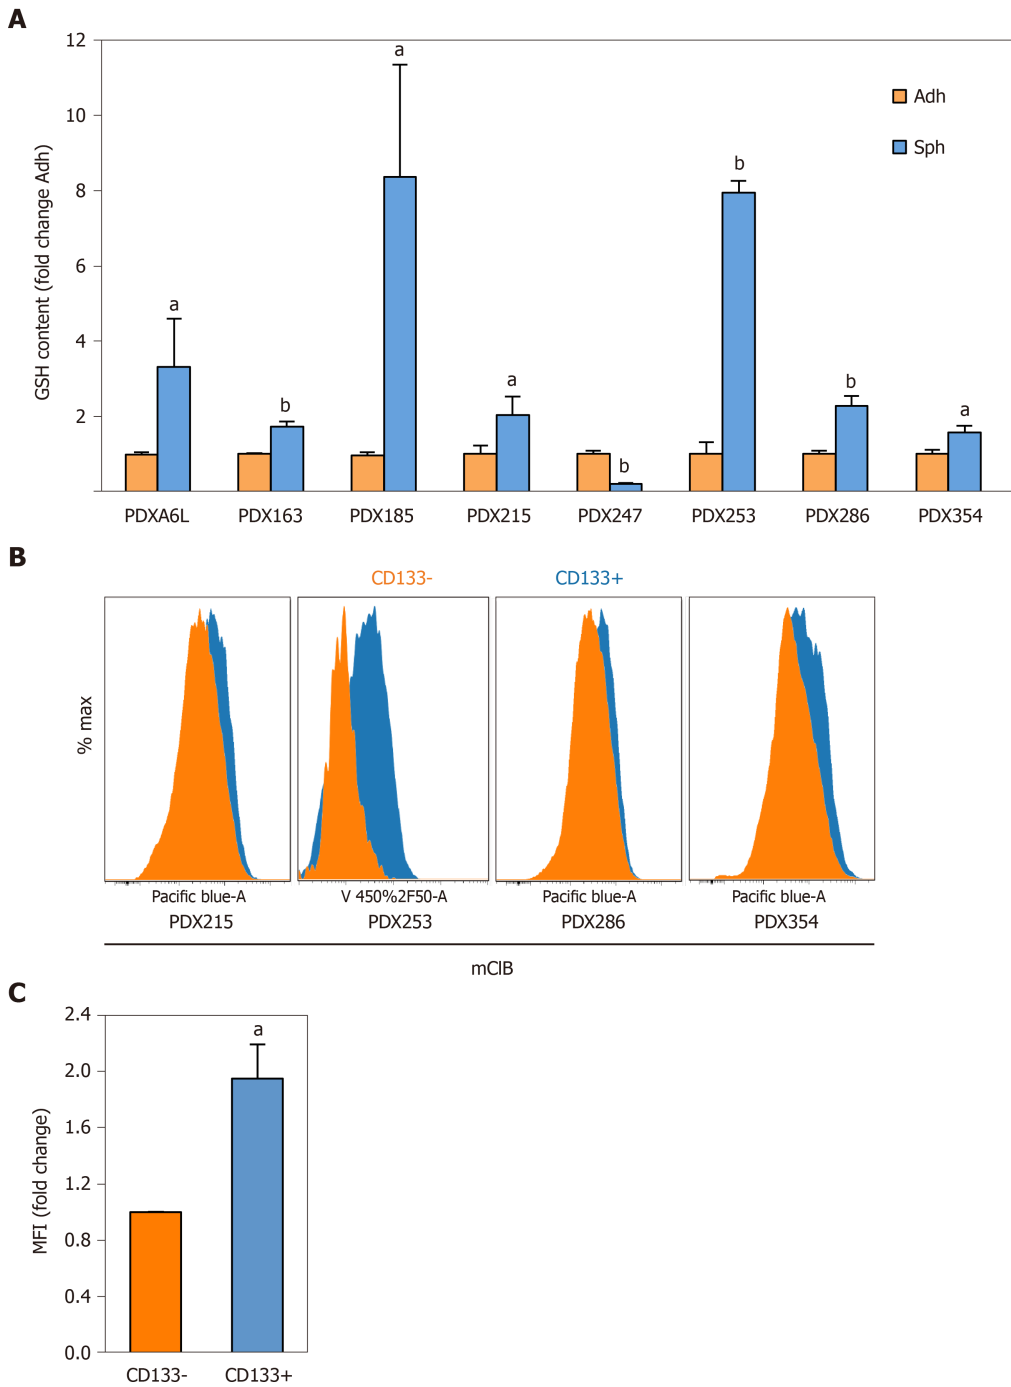 A
12
10
8
6
4
2
GSH content (fold change Adh)
Adh
Sph
a
b
a
a
b
b
b
a
PDXA6L PDX163 PDX185 PDX215 PDX247 PDX253 PDX286 PDX354
B
CD133- CD133+
% max
Pacific blue-A V 450%2F50-A Pacific blue-A Pacific blue-A
PDX215 PDX253 PDX286 PDX354
mClB
C
2.4
2.0
1.6
1.2
0.8
0.4
0.0
MFI (fold change)
a
CD133- CD133+